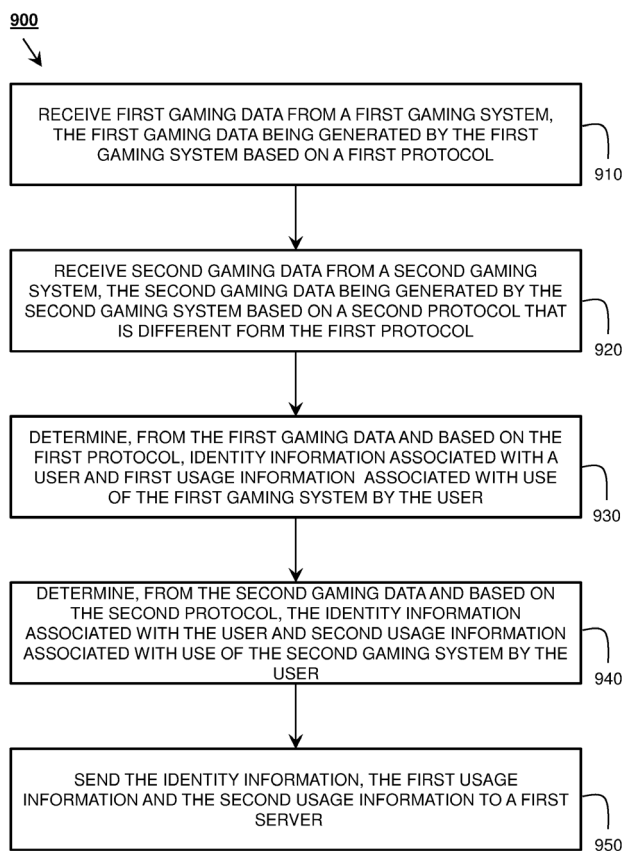 900
RECEIVE FIRST GAMING DATA FROM A FIRST GAMING SYSTEM,
THE FIRST GAMING DATA BEING GENERATED BY THE FIRST
GAMING SYSTEM BASED ON A FIRST PROTOCOL
910
RECEIVE SECOND GAMING DATA FROM A SECOND GAMING
SYSTEM, THE SECOND GAMING DATA BEING GENERATED BY THE
SECOND GAMING SYSTEM BASED ON A SECOND PROTOCOL THAT
IS DIFFERENT FORM THE FIRST PROTOCOL
920
DETERMINE, FROM THE FIRST GAMING DATA AND BASED ON THE
FIRST PROTOCOL, IDENTITY INFORMATION ASSOCIATED WITH A
USER AND FIRST USAGE INFORMATION ASSOCIATED WITH USE
OF THE FIRST GAMING SYSTEM BY THE USER
930
DETERMINE, FROM THE SECOND GAMING DATA AND BASED ON
THE SECOND PROTOCOL, THE IDENTITY INFORMATION
ASSOCIATED WITH THE USER AND SECOND USAGE INFORMATION
ASSOCIATED WITH USE OF THE SECOND GAMING SYSTEM BY THE
USER
940
SEND THE IDENTITY INFORMATION, THE FIRST USAGE
INFORMATION AND THE SECOND USAGE INFORMATION TO A FIRST
SERVER
950